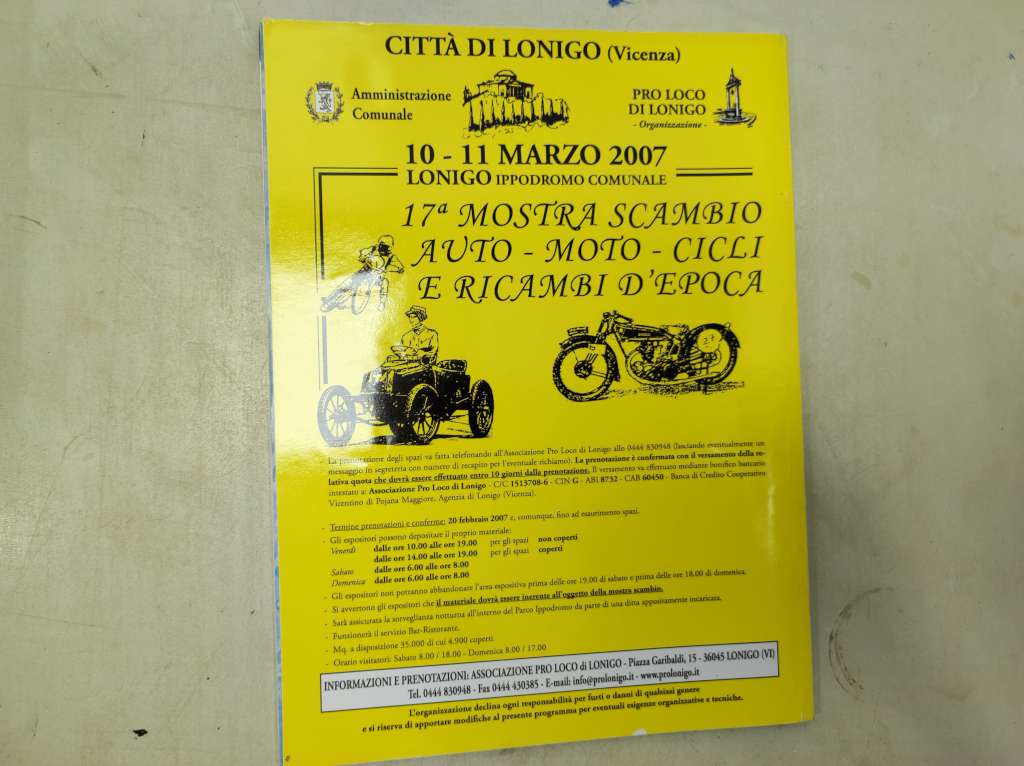 CITTÀ DI LONIGO (Vicenza)
Amministrazione
Comunale
PRO LOCO
DI LONIGO
- Organizzazione -
10 - 11 MARZO 2007
LONIGO IPPODROMO COMUNALE
17ª MOSTRA SCAMBIO
AUTO - MOTO - CICLI
E RICAMBI D'EPOCA
- La prenotazione degli spazi va fatta telefonando all'Associazione Pro Loco di Lonigo allo 0444 830948 (lasciando eventualmente un
messaggio in segreteria con numero di recapito per l'eventuale richiamo). La prenotazione è confermata con il versamento della re-
lativa quota che dovrà essere effettuato entro 10 giorni dalla prenotazione. Il versamento va effettuato mediante bonifico bancario
intestato a: Associazione Pro Loco di Lonigo - C/C 1513708-6 - CIN G - ABI 8732 - CAB 60450 - Banca di Credito Cooperativo
Vicentino di Pojana Maggiore, Agenzia di Lonigo (Vicenza).
- Termine prenotazioni e conferme: 20 febbraio 2007 e, comunque, fino ad esaurimento spazi.
- Gli espositori possono depositare il proprio materiale:
Venerdì dalle ore 10.00 alle ore 19.00 per gli spazi non coperti
dalle ore 14.00 alle ore 19.00 per gli spazi coperti
Sabato dalle ore 6.00 alle ore 8.00
Domenica dalle ore 6.00 alle ore 8.00
- Gli espositori non potranno abbandonare l'area espositiva prima delle ore 19.00 di sabato e prima delle ore 18.00 di domenica.
- Si avvertono gli espositori che il materiale dovrà essere inerente all'oggetto della mostra scambio.
- Sarà assicurata la sorveglianza notturna all'interno del Parco Ippodromo da parte di una ditta appositamente incaricata.
- Funzionerà il servizio Bar-Ristorante.
- Mq. a disposizione 35.000 di cui 4.900 coperti.
- Orario visitatori: Sabato 8.00 / 18.00 - Domenica 8.00 / 17.00
INFORMAZIONI E PRENOTAZIONI: ASSOCIAZIONE PRO LOCO di LONIGO - Piazza Garibaldi, 15 - 36045 LONIGO (VI)
Tel. 0444 830948 - Fax 0444 430385 - E-mail: info@prolonigo.it - www.prolonigo.it
L'organizzazione declina ogni responsabilità per furti o danni di qualsiasi genere
e si riserva di apportare modifiche al presente programma per eventuali esigenze organizzative e tecniche.